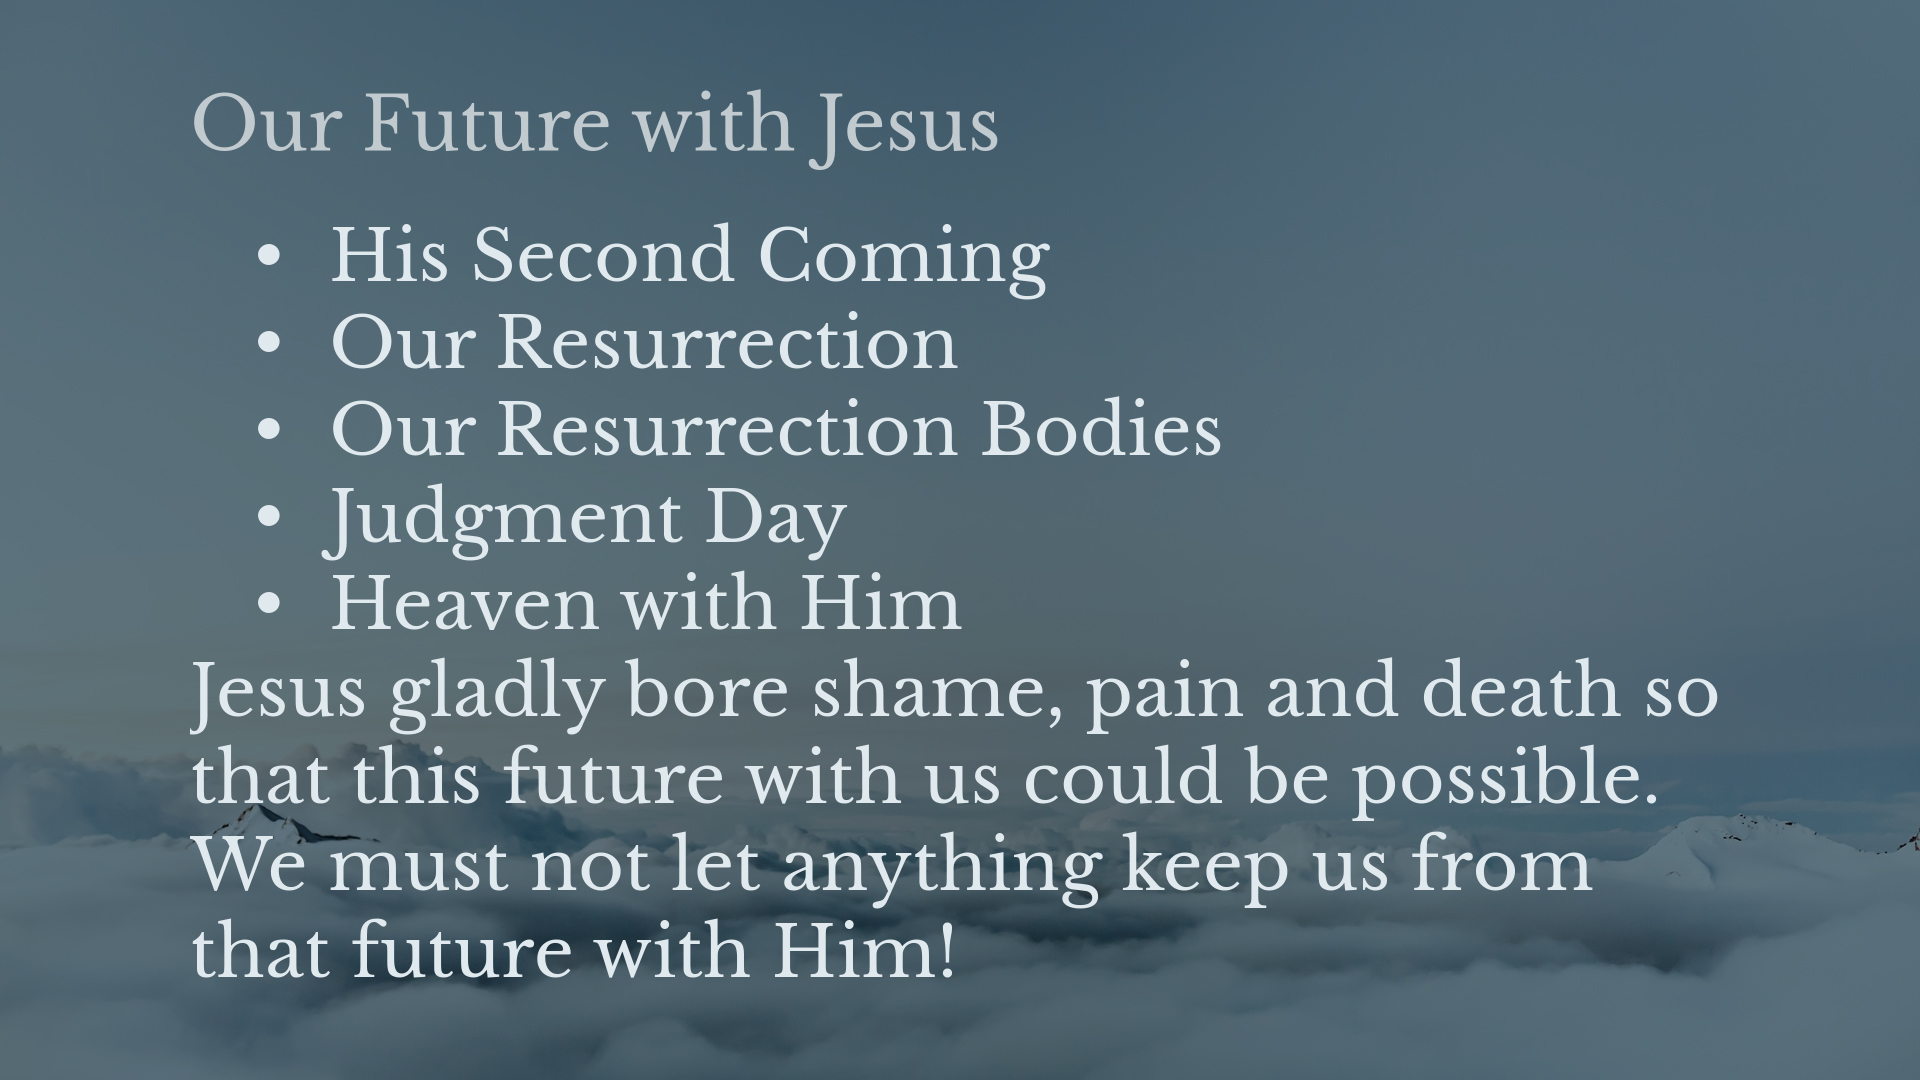 Our Future with Jesus
• His Second Coming
• Our Resurrection
• Our Resurrection Bodies
• Judgment Day
• Heaven with Him
Jesus gladly bore shame, pain and death so
that this future with us could be possible.
We must not let anything keep us from
that future with Him!